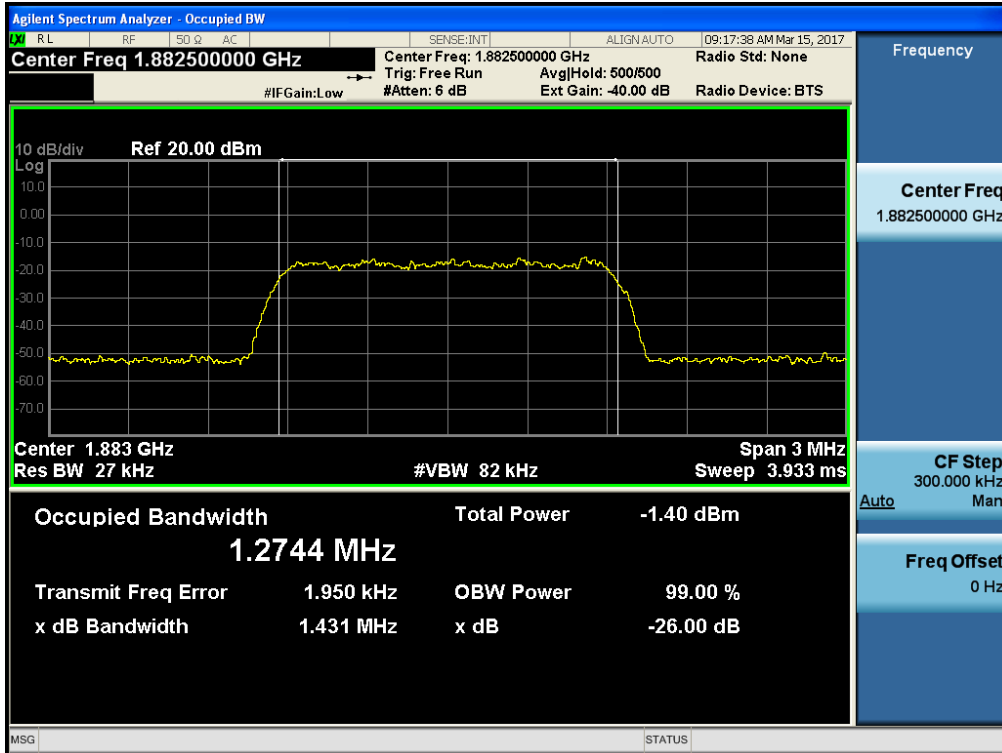 Agilent Spectrum Analyzer - Occupied BW
LXI RL RF 50 Ω AC SENSE:INT ALIGN AUTO 09:17:38 AM Mar 15, 2017
Center Freq 1.882500000 GHz
Center Freq: 1.882500000 GHz Radio Std: None
Trig: Free Run Avg|Hold: 500/500
#IFGain:Low #Atten: 6 dB Ext Gain: -40.00 dB Radio Device: BTS
10 dB/div Ref 20.00 dBm
Log
10.0
0.00
-10.0
-20.0
-30.0
-40.0
-50.0
-60.0
-70.0
Center 1.883 GHz Span 3 MHz
Res BW 27 kHz #VBW 82 kHz Sweep 3.933 ms
Occupied Bandwidth Total Power -1.40 dBm
1.2744 MHz
Transmit Freq Error 1.950 kHz OBW Power 99.00 %
x dB Bandwidth 1.431 MHz x dB -26.00 dB
Frequency
Center Freq
1.882500000 GHz
CF Step
300.000 kHz
Auto Man
Freq Offset
0 Hz
MSG STATUS